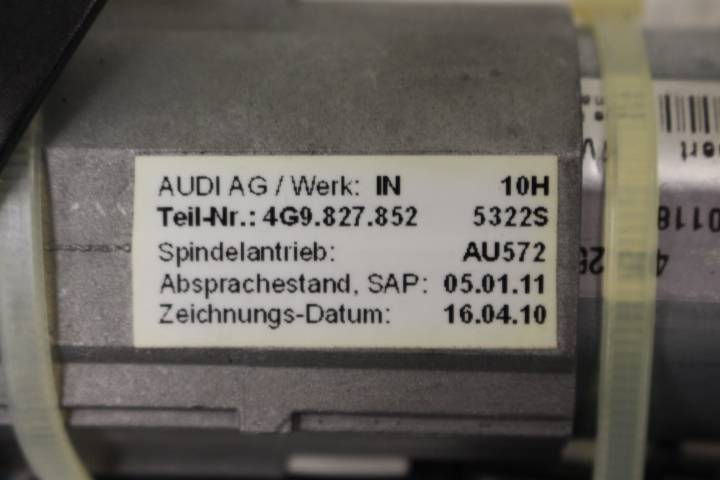 AUDI AG / Werk: IN 10H
Teil-Nr.: 4G9.827.852 5322S
Spindelantrieb: AU572
Absprachestand, SAP: 05.01.11
Zeichnungs-Datum: 16.04.10